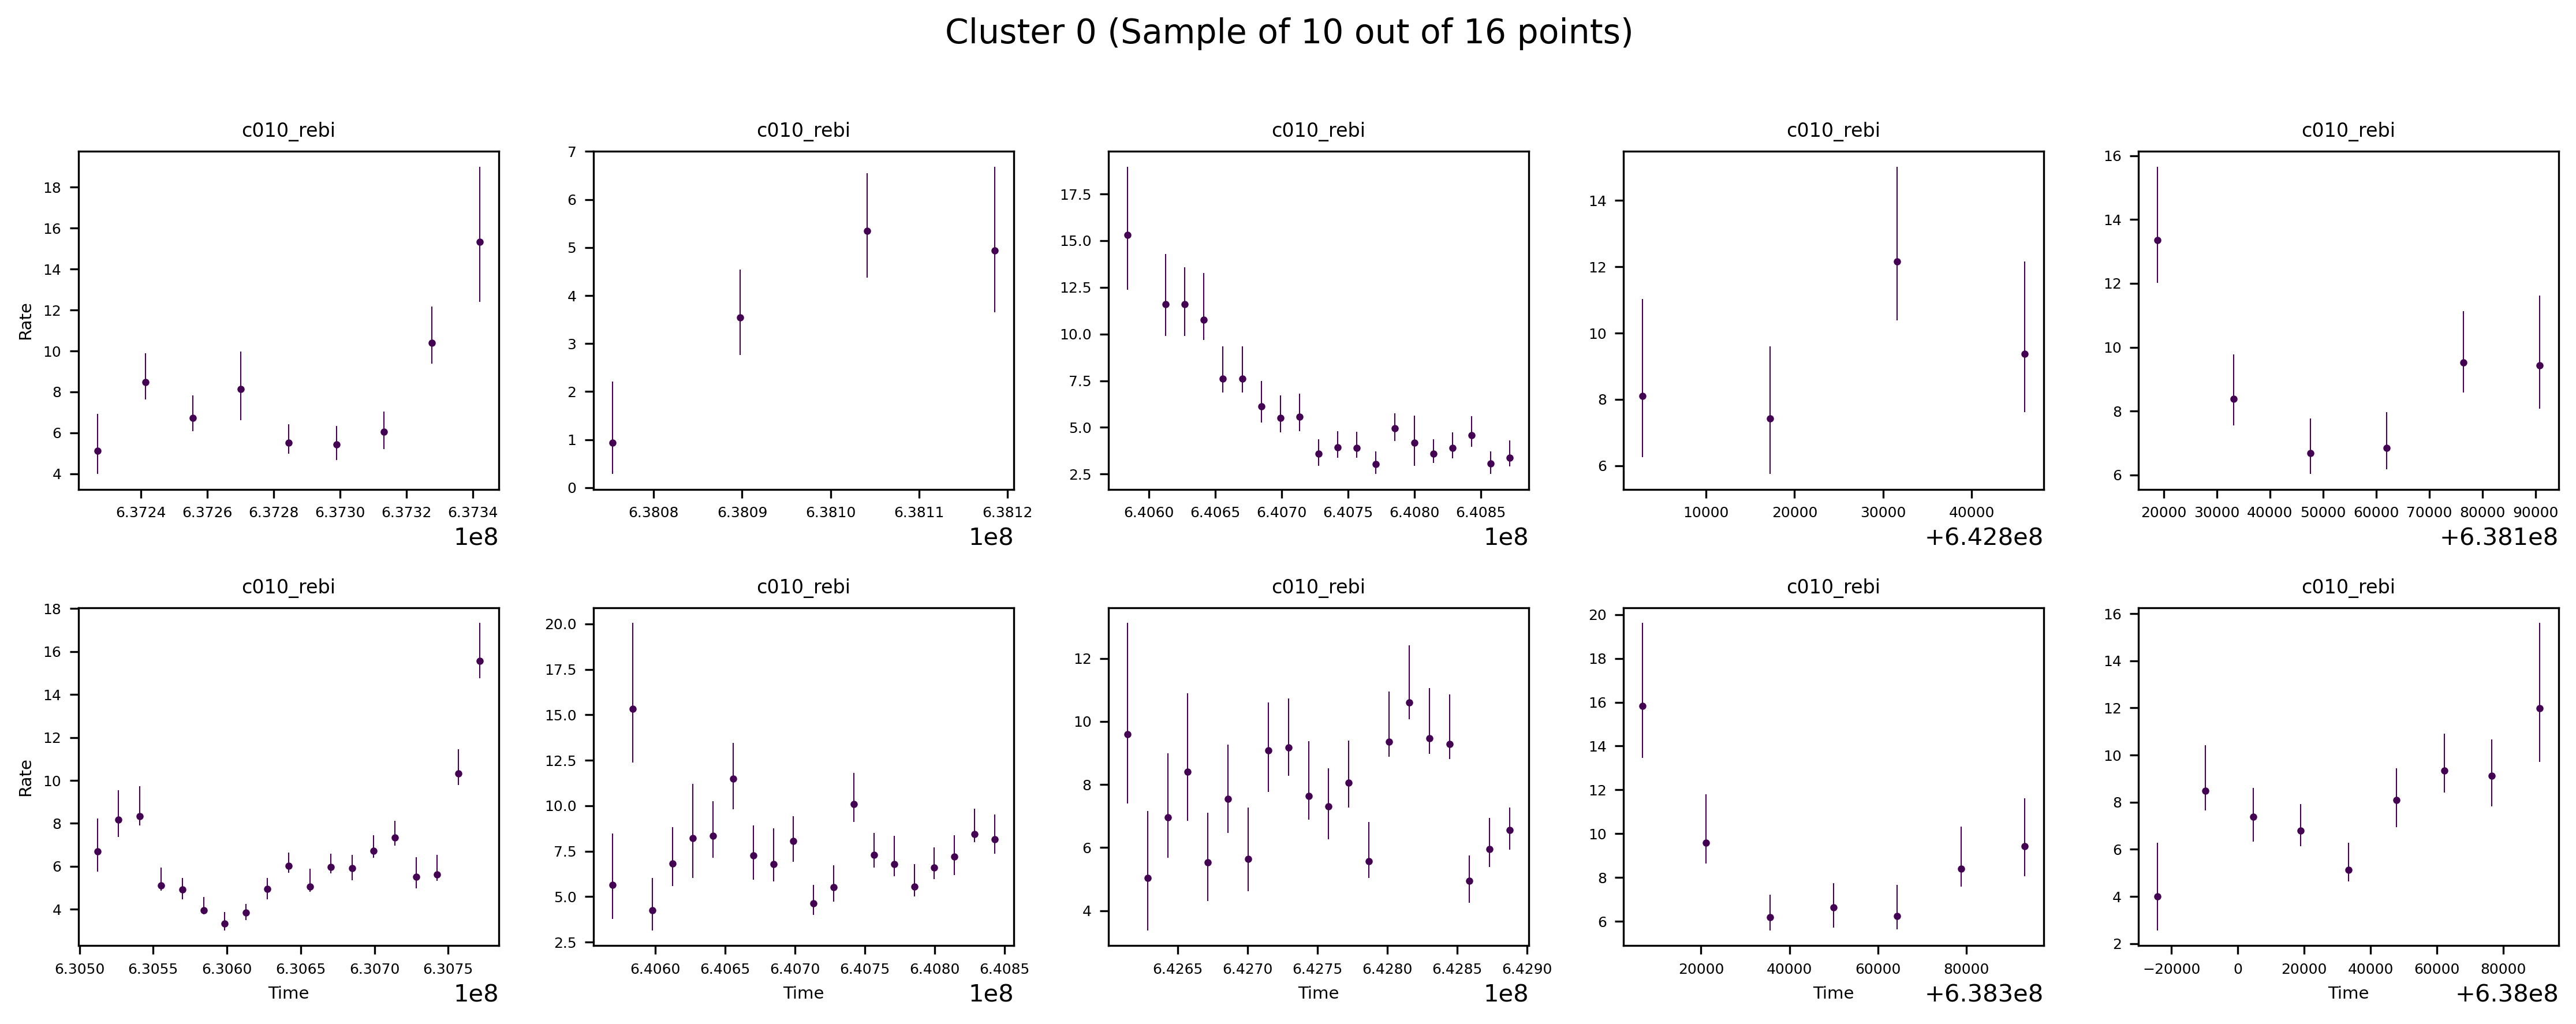 Cluster 0 (Sample of 10 out of 16 points)
c010_rebi c010_rebi c010_rebi c010_rebi c010_rebi
Rate
18
16
14
12
10
8
6
4
6.3724 6.3726 6.3728 6.3730 6.3732 6.3734
1e8
7
6
5
4
3
2
1
0
6.3808 6.3809 6.3810 6.3811 6.3812
1e8
17.5
15.0
12.5
10.0
7.5
5.0
2.5
6.4060 6.4065 6.4070 6.4075 6.4080 6.4085
1e8
14
12
10
8
6
10000 20000 30000 40000
+6.428e8
16
14
12
10
8
6
20000 30000 40000 50000 60000 70000 80000 90000
+6.381e8
c010_rebi c010_rebi c010_rebi c010_rebi c010_rebi
Rate
18
16
14
12
10
8
6
4
6.3050 6.3055 6.3060 6.3065 6.3070 6.3075
Time
1e8
20.0
17.5
15.0
12.5
10.0
7.5
5.0
2.5
6.4060 6.4065 6.4070 6.4075 6.4080 6.4085
Time
1e8
12
10
8
6
4
6.4265 6.4270 6.4275 6.4280 6.4285 6.4290
Time
1e8
20
18
16
14
12
10
8
6
20000 40000 60000 80000
Time
+6.383e8
16
14
12
10
8
6
4
2
−20000 0 20000 40000 60000 80000
Time
+6.38e8